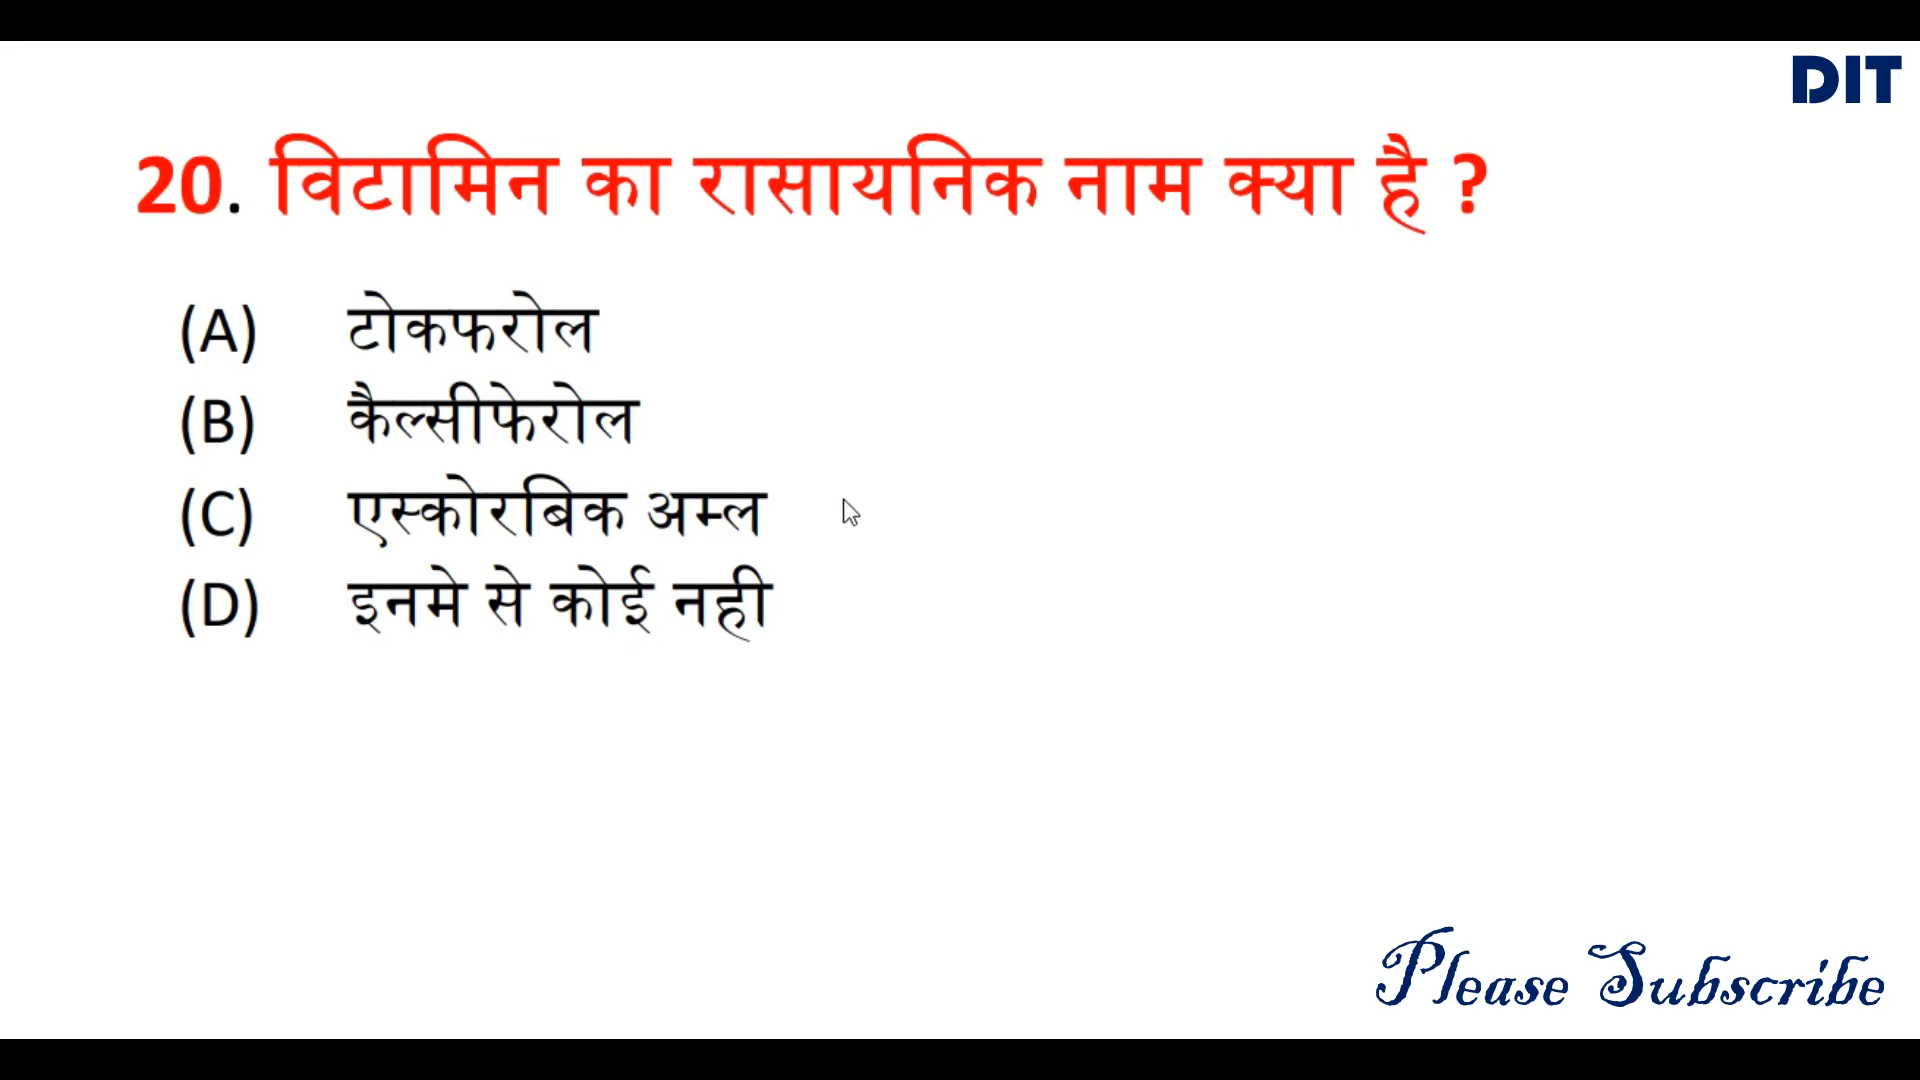 DIT
20. विटामिन का रासायनिक नाम क्या है ?
(A) टोकफरोल
(B) कैल्सीफेरोल
(C) एस्कोरबिक अम्ल
(D) इनमे से कोई नही
Please Subscribe